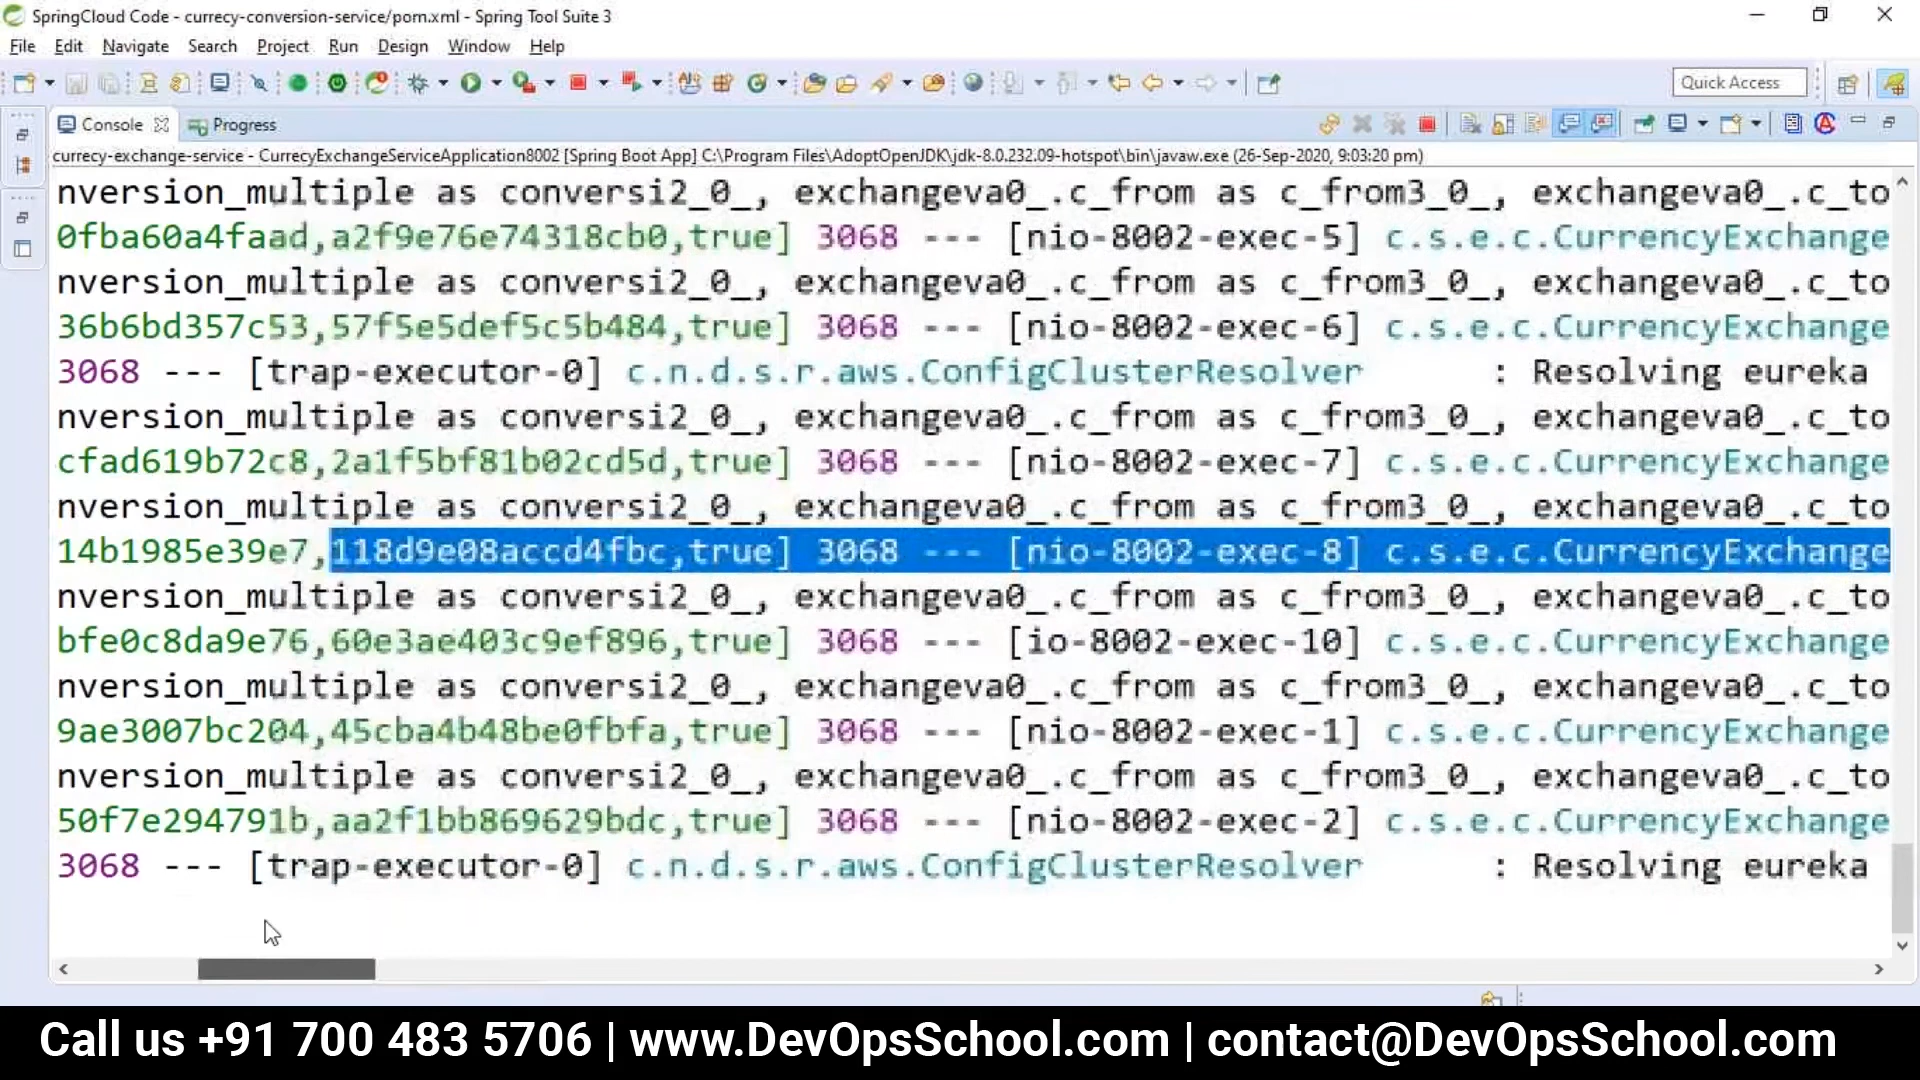 SpringCloud Code - currecy-conversion-service/pom.xml - Spring Tool Suite 3
File Edit Navigate Search Project Run Design Window Help
Quick Access
Console Progress
currecy-exchange-service - CurrecyExchangeServiceApplication8002 [Spring Boot App] C:\Program Files\AdoptOpenJDK\jdk-8.0.232.09-hotspot\bin\javaw.exe (26-Sep-2020, 9:03:20 pm)
nversion_multiple as conversi2_0_, exchangeva0_.c_from as c_from3_0_, exchangeva0_.c_to
0fba60a4faad,a2f9e76e74318cb0,true] 3068 --- [nio-8002-exec-5] c.s.e.c.CurrencyExchange
nversion_multiple as conversi2_0_, exchangeva0_.c_from as c_from3_0_, exchangeva0_.c_to
36b6bd357c53,57f5e5def5c5b484,true] 3068 --- [nio-8002-exec-6] c.s.e.c.CurrencyExchange
3068 --- [trap-executor-0] c.n.d.s.r.aws.ConfigClusterResolver : Resolving eureka
nversion_multiple as conversi2_0_, exchangeva0_.c_from as c_from3_0_, exchangeva0_.c_to
cfad619b72c8,2a1f5bf81b02cd5d,true] 3068 --- [nio-8002-exec-7] c.s.e.c.CurrencyExchange
nversion_multiple as conversi2_0_, exchangeva0_.c_from as c_from3_0_, exchangeva0_.c_to
14b1985e39e7,118d9e08accd4fbc,true] 3068 --- [nio-8002-exec-8] c.s.e.c.CurrencyExchange
nversion_multiple as conversi2_0_, exchangeva0_.c_from as c_from3_0_, exchangeva0_.c_to
bfe0c8da9e76,60e3ae403c9ef896,true] 3068 --- [io-8002-exec-10] c.s.e.c.CurrencyExchange
nversion_multiple as conversi2_0_, exchangeva0_.c_from as c_from3_0_, exchangeva0_.c_to
9ae3007bc204,45cba4b48be0fbfa,true] 3068 --- [nio-8002-exec-1] c.s.e.c.CurrencyExchange
nversion_multiple as conversi2_0_, exchangeva0_.c_from as c_from3_0_, exchangeva0_.c_to
50f7e294791b,aa2f1bb869629bdc,true] 3068 --- [nio-8002-exec-2] c.s.e.c.CurrencyExchange
3068 --- [trap-executor-0] c.n.d.s.r.aws.ConfigClusterResolver : Resolving eureka
Call us +91 700 483 5706 | www.DevOpsSchool.com | contact@DevOpsSchool.com